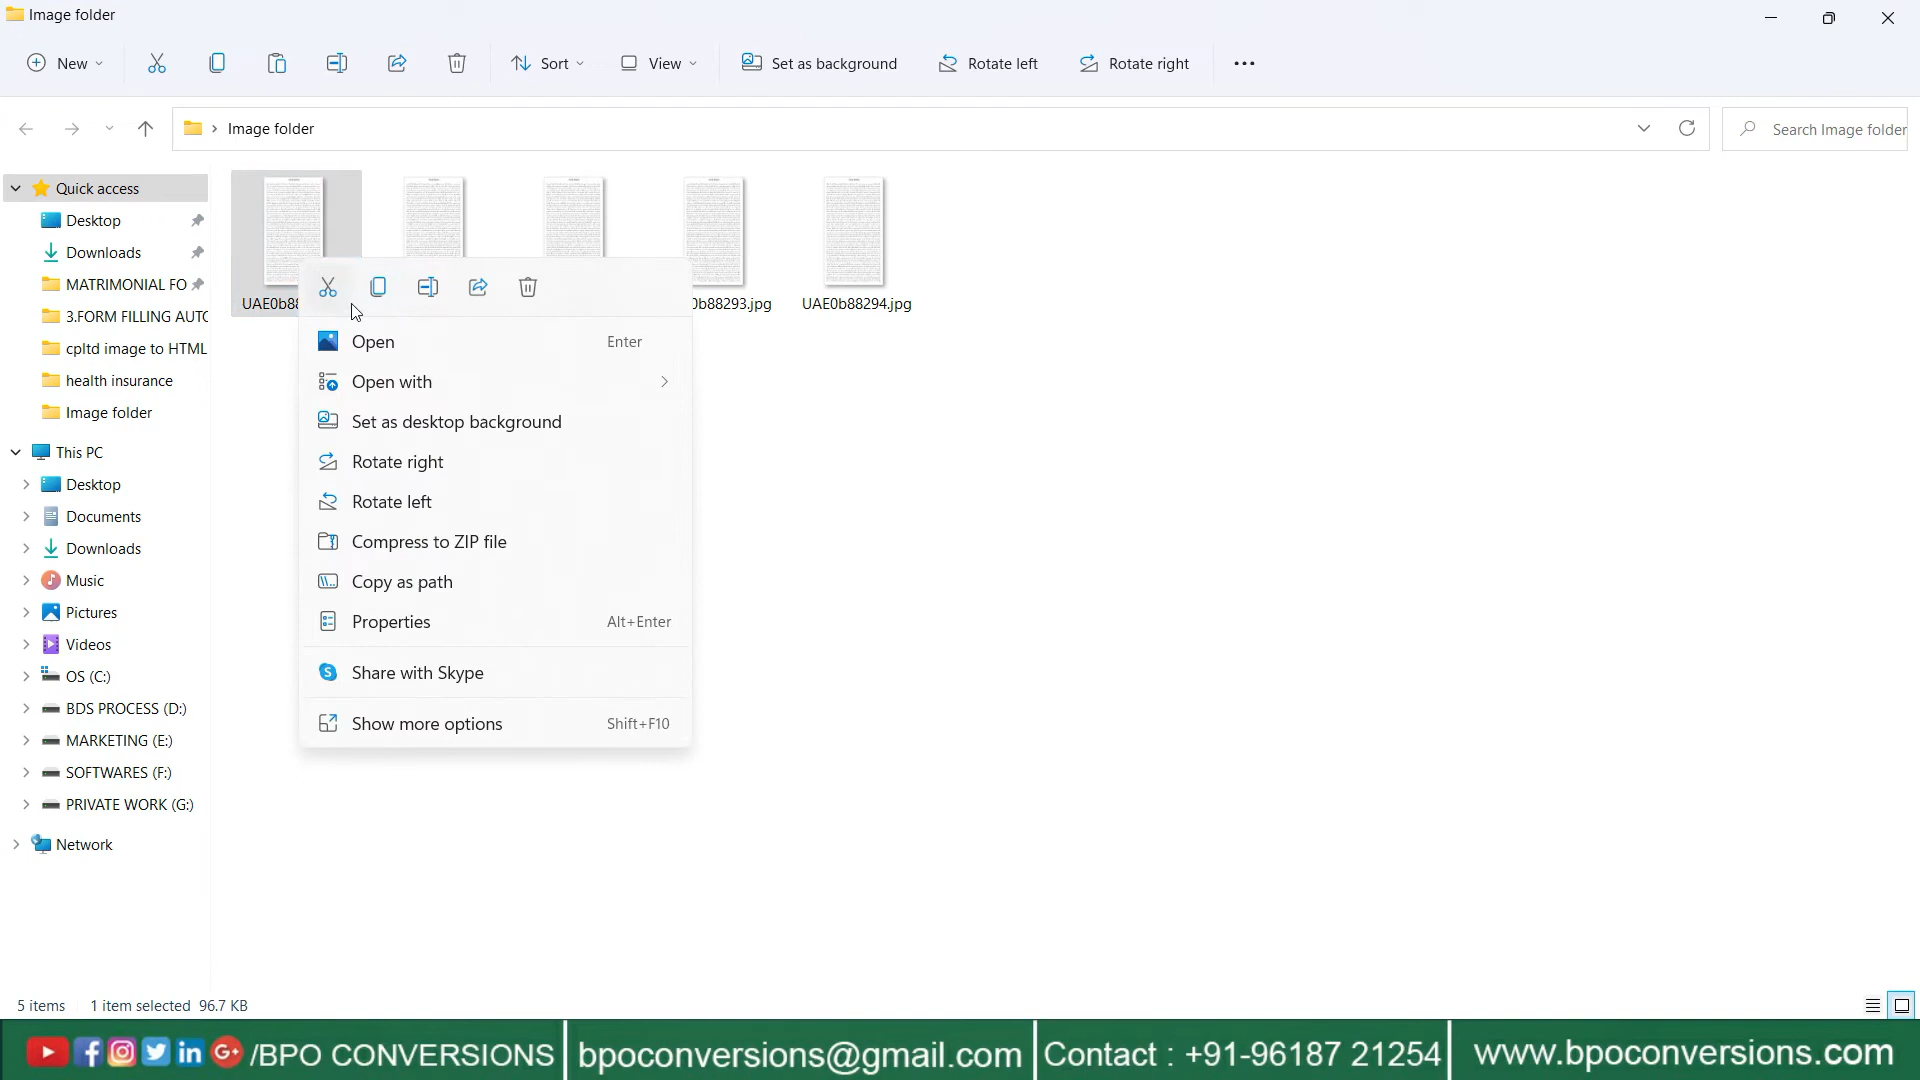 Image folder
New
Sort
View
Set as background
Rotate left
Rotate right
Image folder
Search Image folder
Quick access
Desktop
Downloads
MATRIMONIAL FO
3.FORM FILLING AUTO
cpltd image to HTML
health insurance
Image folder
This PC
Desktop
Documents
Downloads
Music
Pictures
Videos
OS (C:)
BDS PROCESS (D:)
MARKETING (E:)
SOFTWARES (F:)
PRIVATE WORK (G:)
Network
UAE0b88
0b88293.jpg
UAE0b88294.jpg
Open Enter
Open with
Set as desktop background
Rotate right
Rotate left
Compress to ZIP file
Copy as path
Properties Alt+Enter
Share with Skype
Show more options Shift+F10
5 items 1 item selected 96.7 KB
/BPO CONVERSIONS
bpoconversions@gmail.com
Contact : +91-96187 21254
www.bpoconversions.com